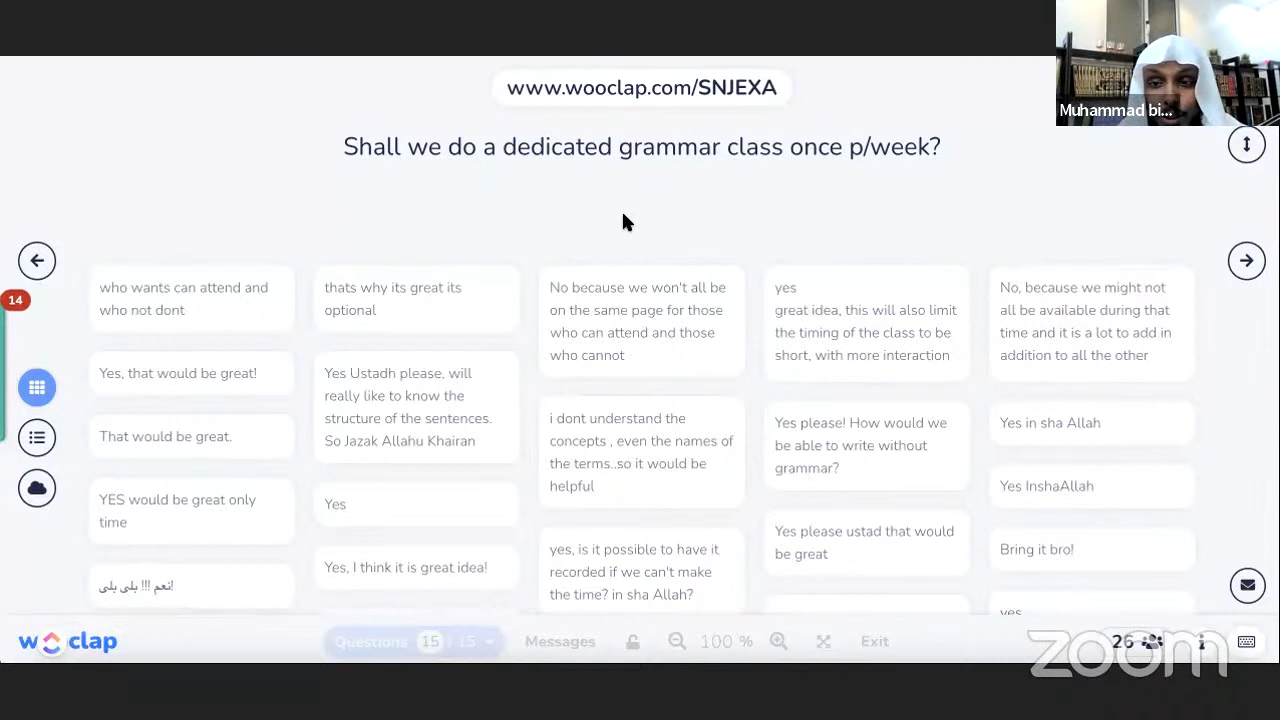 www.wooclap.com/SNJEXA
Muhammad bi...
Shall we do a dedicated grammar class once p/week?
14
who wants can attend and
who not dont
Yes, that would be great!
That would be great.
YES would be great only
time
نعم !!! بلى بلى!
thats why its great its
optional
Yes Ustadh please, will
really like to know the
structure of the sentences.
So Jazak Allahu Khairan
Yes
Yes, I think it is great idea!
No because we won't all be
on the same page for those
who can attend and those
who cannot
i dont understand the
concepts , even the names of
the terms..so it would be
helpful
yes, is it possible to have it
recorded if we can't make
the time? in sha Allah?
yes
great idea, this will also limit
the timing of the class to be
short, with more interaction
Yes please! How would we
be able to write without
grammar?
Yes please ustad that would
be great
No, because we might not
all be available during that
time and it is a lot to add in
addition to all the other
Yes in sha Allah
Yes InshaAllah
Bring it bro!
yes
wooclap
Questions 15 / 15
Messages
100 %
Exit
26
zoom